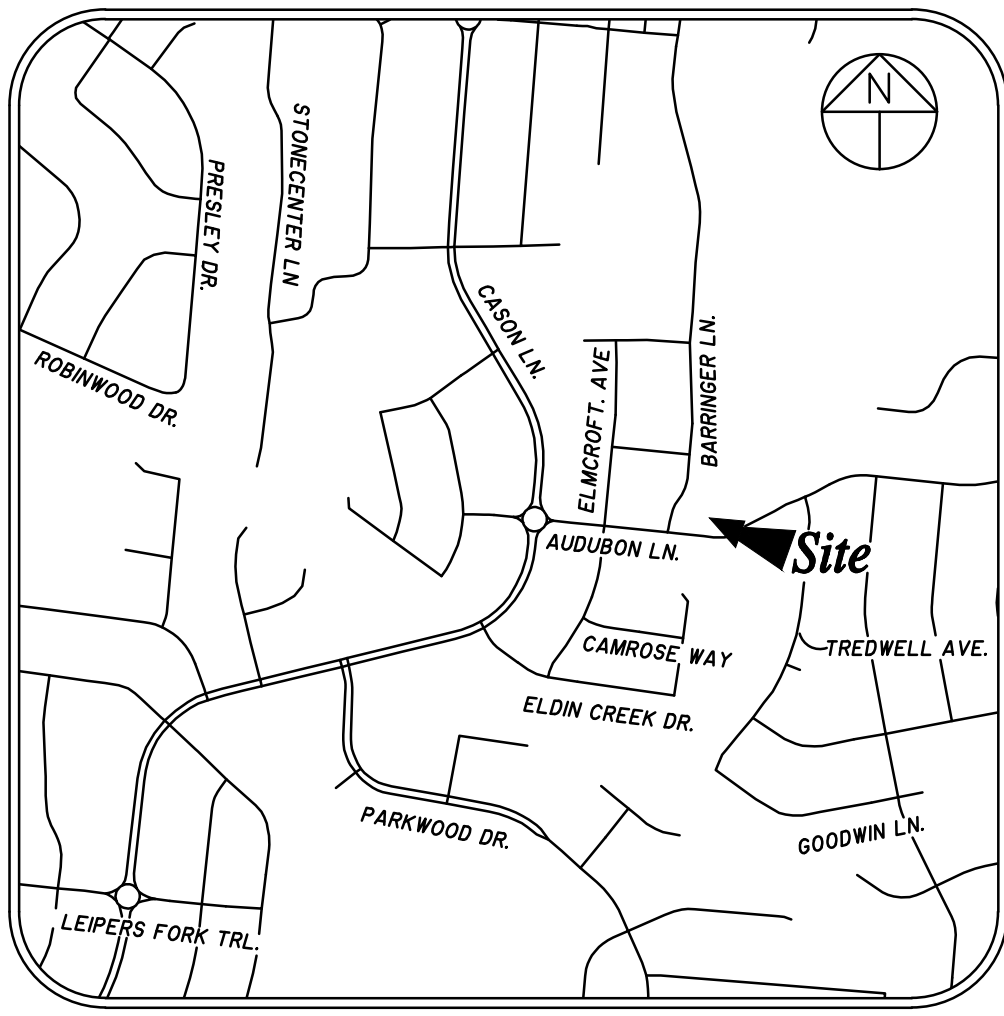 N
STONECENTER LN
PRESLEY DR.
CASON LN.
ROBINWOOD DR.
ELMCROFT. AVE
BARRINGER LN.
AUDUBON LN.
Site
CAMROSE WAY
TREDWELL AVE.
ELDIN CREEK DR.
PARKWOOD DR.
GOODWIN LN.
LEIPERS FORK TRL.